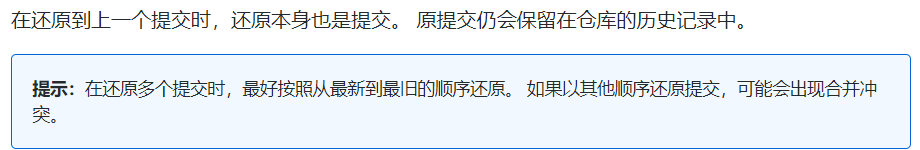 在还原到上一个提交时，还原本身也是提交。 原提交仍会保留在仓库的历史记录中。
提示：在还原多个提交时，最好按照从最新到最旧的顺序还原。 如果以其他顺序还原提交，可能会出现合并冲
突。